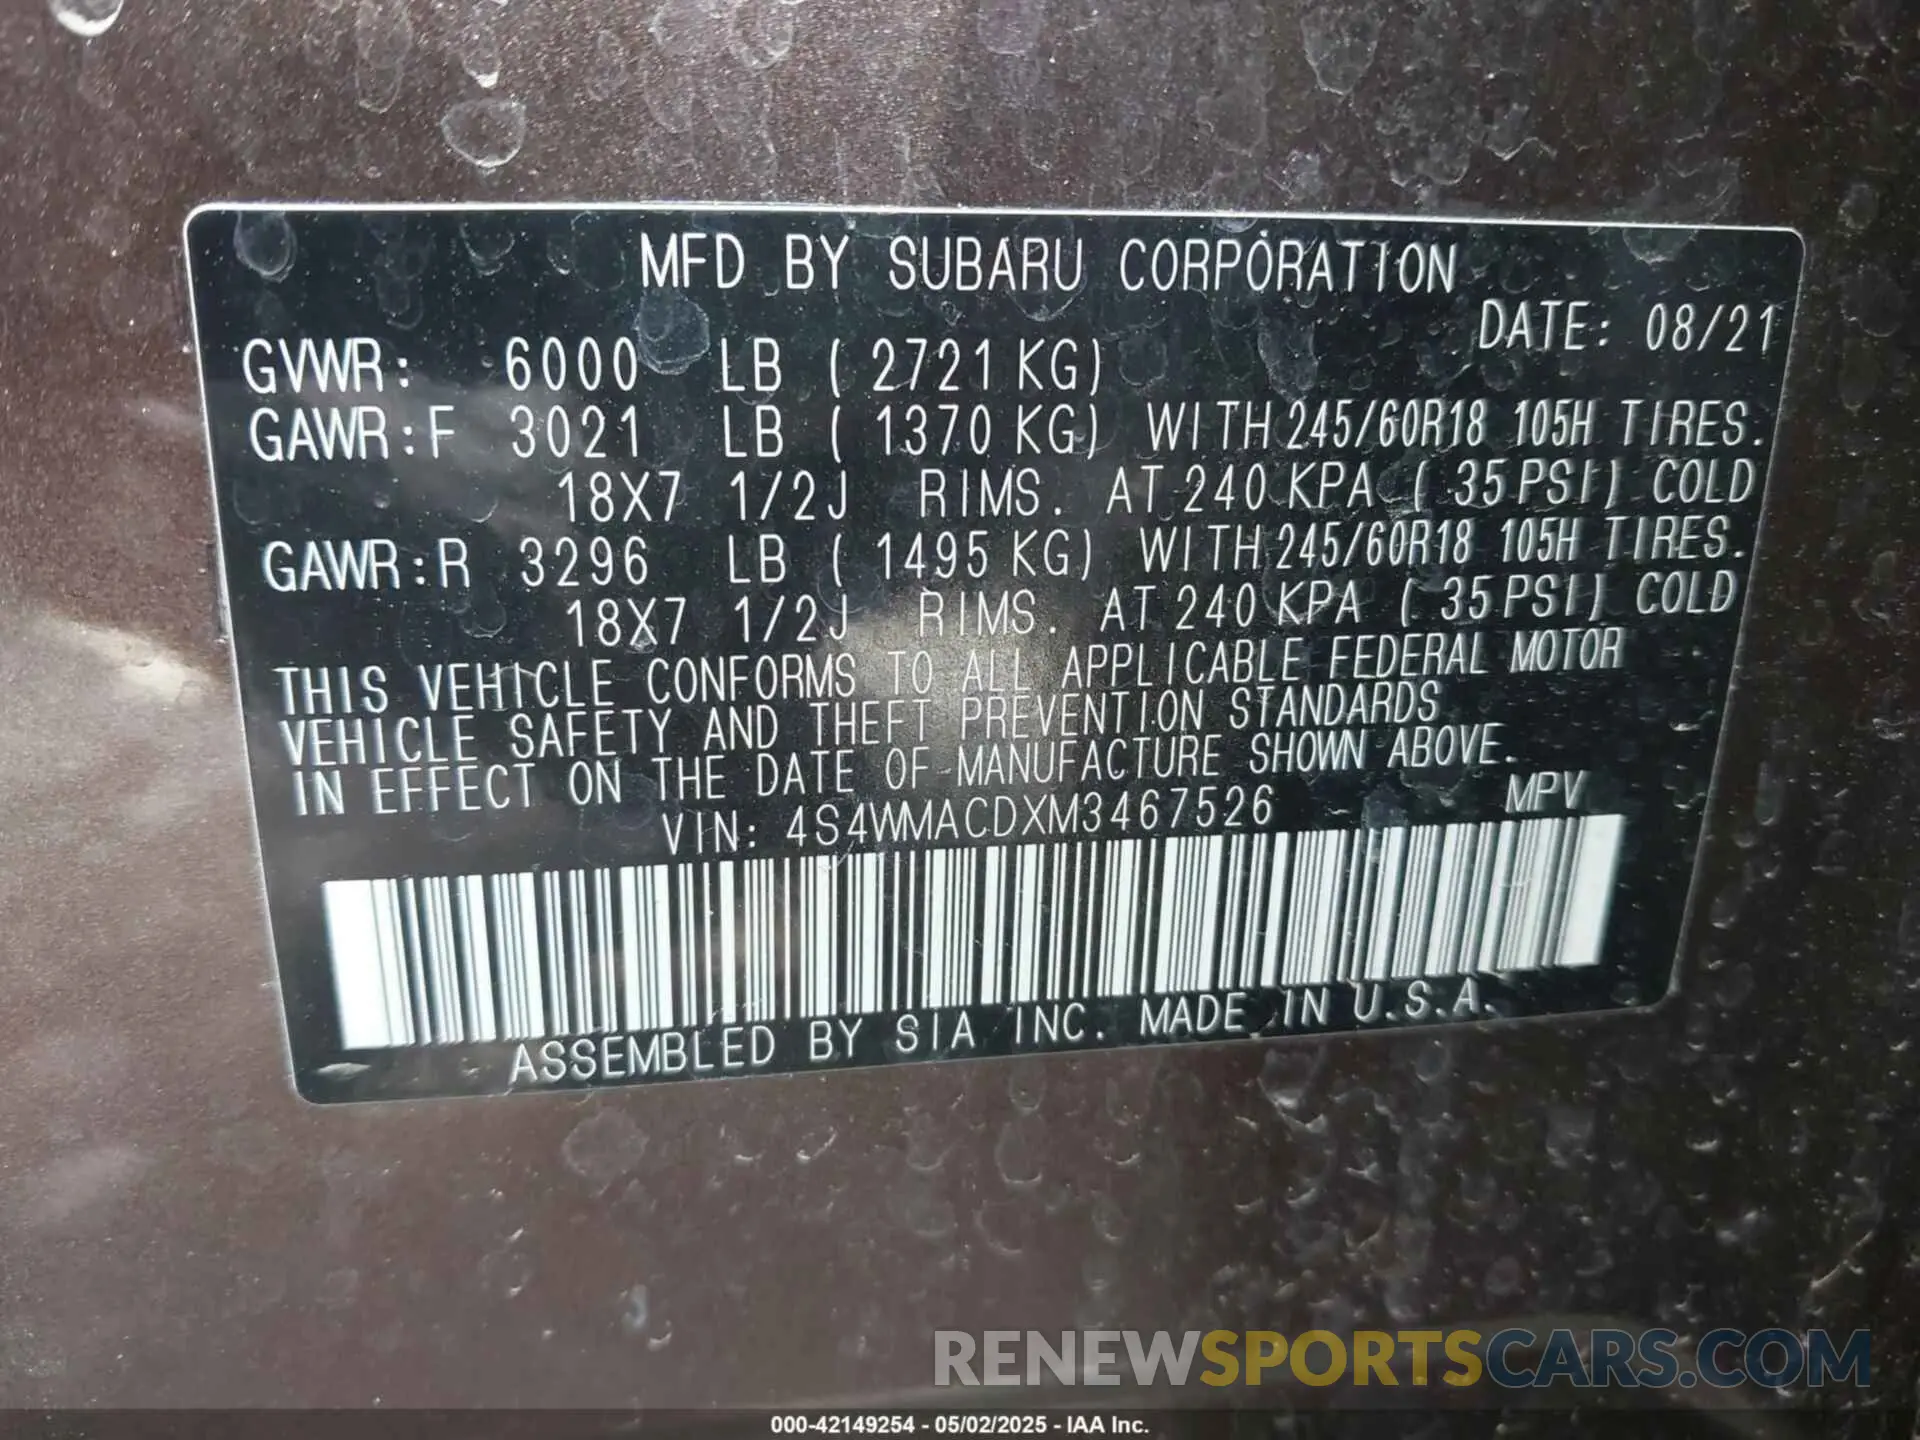 MFD BY SUBARU CORPORATION
DATE: 08/21
GVWR: 6000 LB (2721 KG)
GAWR:F 3021 LB (1370 KG) WITH 245/60R18 105H TIRES.
18X7 1/2J RIMS. AT 240 KPA (35 PSI) COLD
GAWR:R 3296 LB (1495 KG) WITH 245/60R18 105H TIRES.
18X7 1/2J RIMS. AT 240 KPA (35 PSI) COLD
THIS VEHICLE CONFORMS TO ALL APPLICABLE FEDERAL MOTOR
VEHICLE SAFETY AND THEFT PREVENTION STANDARDS
IN EFFECT ON THE DATE OF MANUFACTURE SHOWN ABOVE.
VIN: 4S4WMACDXM3467526 MPV
ASSEMBLED BY SIA INC. MADE IN U.S.A.
RENEWSPORTSCARS.COM
000-42149254 - 05/02/2025 - IAA Inc.